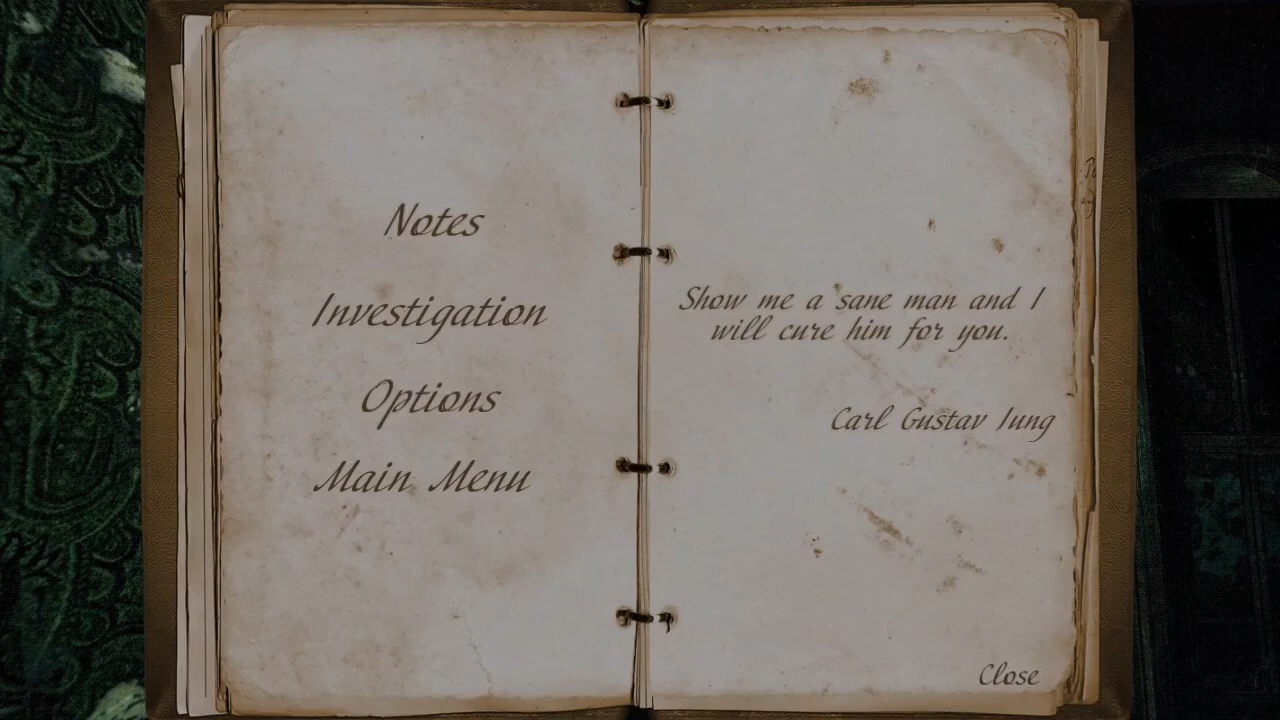 Notes
Investigation
Options
Main Menu
Show me a sane man and I
will cure him for you.
Carl Gustav Jung
Close